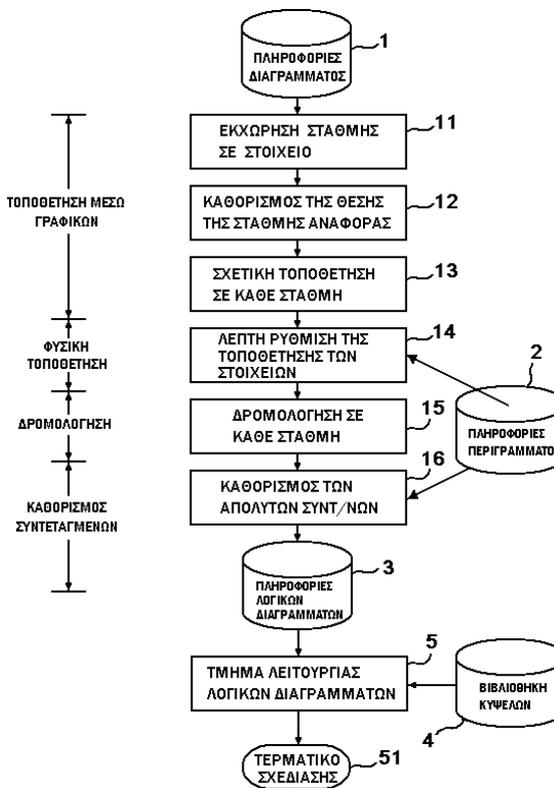 1
ΠΛΗΡΟΦΟΡΙΕΣ
ΔΙΑΓΡΑΜΜΑΤΟΣ
11
ΕΚΧΩΡΗΣΗ ΣΤΑΘΜΗΣ
ΣΕ ΣΤΟΙΧΕΙΟ
ΤΟΠΟΘΕΤΗΣΗ ΜΕΣΩ
ΓΡΑΦΙΚΩΝ
12
ΚΑΘΟΡΙΣΜΟΣ ΤΗΣ ΘΕΣΗΣ
ΤΗΣ ΣΤΑΘΜΗΣ ΑΝΑΦΟΡΑΣ
13
ΣΧΕΤΙΚΗ ΤΟΠΟΘΕΤΗΣΗ
ΣΕ ΚΑΘΕ ΣΤΑΘΜΗ
14
ΦΥΣΙΚΗ
ΤΟΠΟΘΕΤΗΣΗ
ΛΕΠΤΗ ΡΥΘΜΙΣΗ ΤΗΣ
ΤΟΠΟΘΕΤΗΣΗΣ ΤΩΝ
ΣΤΟΙΧΕΙΩΝ
2
ΠΛΗΡΟΦΟΡΙΕΣ
ΠΕΡΙΓΡΑΜΜΑΤΟ
15
ΔΡΟΜΟΛΟΓΗΣΗ
ΔΡΟΜΟΛΟΓΗΣΗ ΣΕ
ΚΑΘΕ ΣΤΑΘΜΗ
16
ΚΑΘΟΡΙΣΜΟΣ
ΣΥΝΤΕΤΑΓΜΕΝΩΝ
ΚΑΘΟΡΙΣΜΟΣ ΤΩΝ
ΑΠΟΛΥΤΩΝ ΣΥΝΤ/ΝΩΝ
3
ΠΛΗΡΟΦΟΡΙΕΣ
ΛΟΓΙΚΩΝ
ΔΙΑΓΡΑΜΜΑΤΩΝ
5
ΤΜΗΜΑ ΛΕΙΤΟΥΡΓΙΑΣ
ΛΟΓΙΚΩΝ ΔΙΑΓΡΑΜΜΑΤΩΝ
ΒΙΒΛΙΟΘΗΚΗ
ΚΥΨΕΛΩΝ
4
51
ΤΕΡΜΑΤΙΚΟ
ΣΧΕΔΙΑΣΗΣ